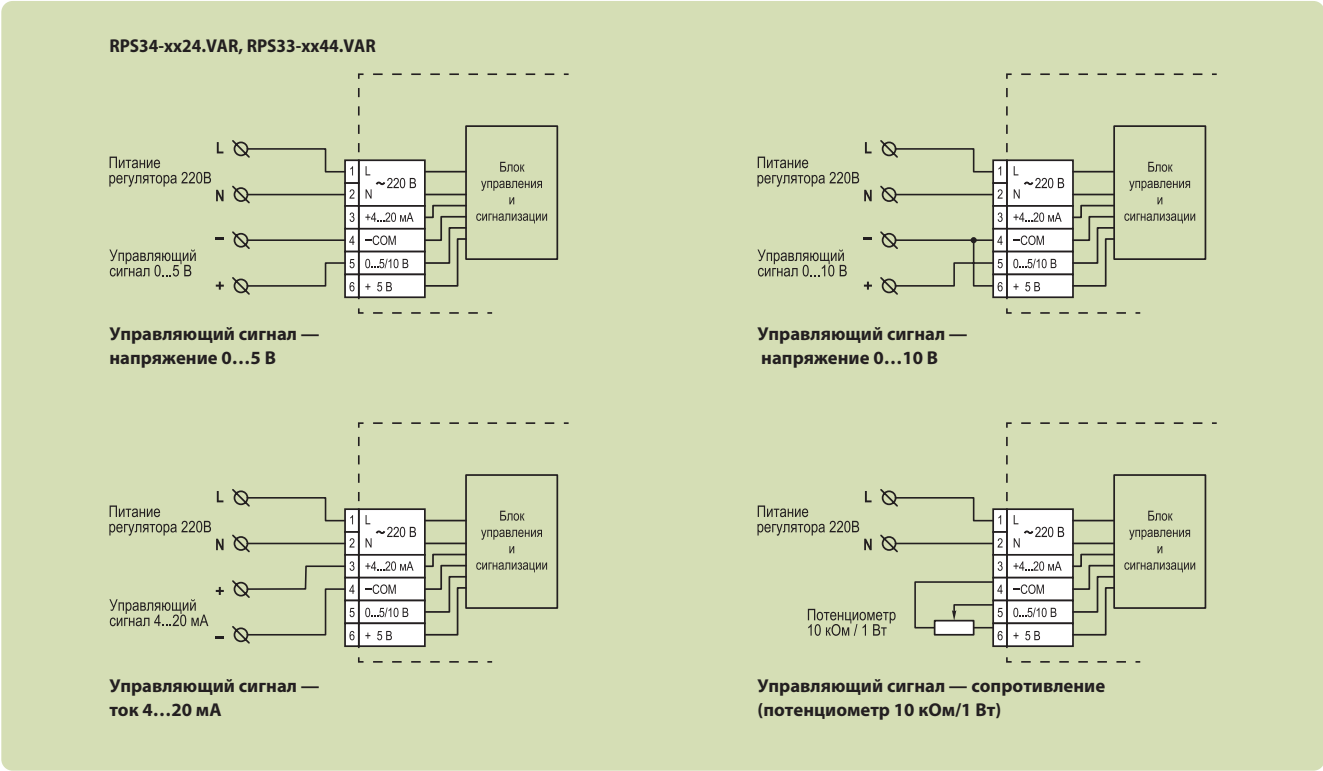 RPS34-xx24.VAR, RPS33-xx44.VAR
L
Питание
регулятора 220В
N
–
Управляющий
сигнал 0...5 В
+
1 L
~220 В
2 N
3 +4...20 мА
4 –COM
5 0...5/10 В
6 + 5 В
Блок
управления
и
сигнализации
Управляющий сигнал —
напряжение 0…5 В
L
Питание
регулятора 220В
N
–
Управляющий
сигнал 0...10 В
+
1 L
~220 В
2 N
3 +4...20 мА
4 –COM
5 0...5/10 В
6 + 5 В
Блок
управления
и
сигнализации
Управляющий сигнал —
напряжение 0…10 В
L
Питание
регулятора 220В
N
+
Управляющий
сигнал 4...20 мА
–
1 L
~220 В
2 N
3 +4...20 мА
4 –COM
5 0...5/10 В
6 + 5 В
Блок
управления
и
сигнализации
Управляющий сигнал —
ток 4…20 мА
L
Питание
регулятора 220В
N
Потенциометр
10 кОм / 1 Вт
1 L
~220 В
2 N
3 +4...20 мА
4 –COM
5 0...5/10 В
6 + 5 В
Блок
управления
и
сигнализации
Управляющий сигнал — сопротивление
(потенциометр 10 кОм/1 Вт)